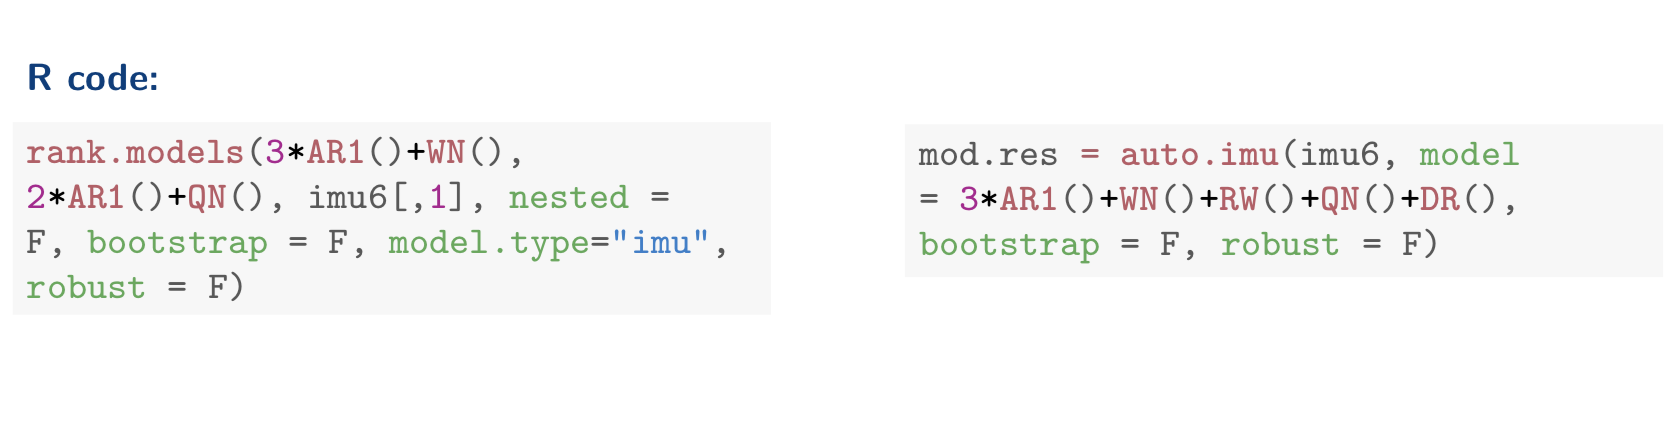 R code:
rank.models(3*AR1()+WN(),
2*AR1()+QN(), imu6[,1], nested =
F, bootstrap = F, model.type="imu",
robust = F)
mod.res = auto.imu(imu6, model
= 3*AR1()+WN()+RW()+QN()+DR(),
bootstrap = F, robust = F)